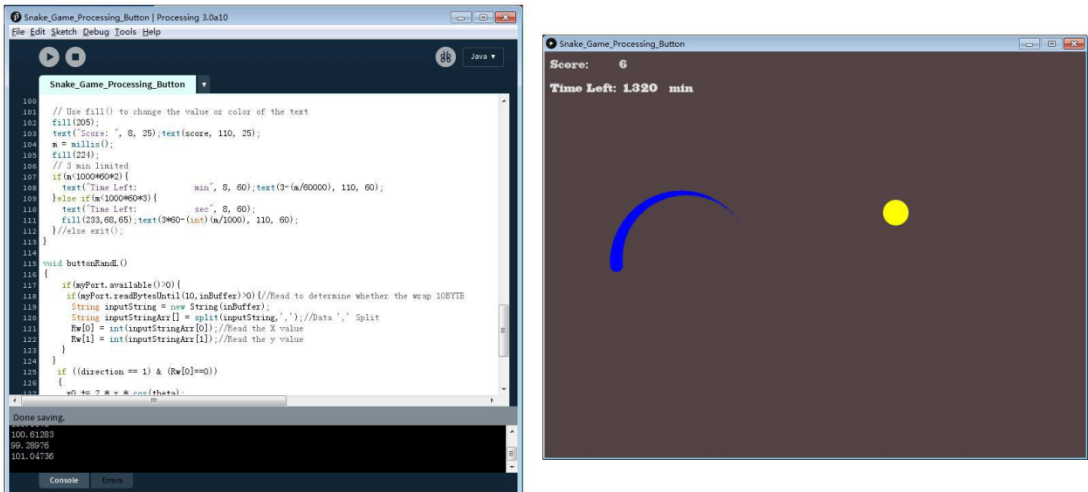 Snake_Game_Processing_Button | Processing 3.0a10
File Edit Sketch Debug Tools Help
Java ▼
Snake_Game_Processing_Button ▼
100
101 // Use fill() to change the value or color of the text
102 fill(205);
103 text("Score: ", 8, 25);text(score, 110, 25);
104 m = millis();
105 fill(224);
106 // 3 min limited
107 if(m<1000*60*2){
108 text("Time Left: min", 8, 60);text(3-(m/60000), 110, 60);
109 }else if(m<1000*60*3){
110 text("Time Left: sec", 8, 60);
111 fill(233,68,65);text(3*60-(int)(m/1000), 110, 60);
112 }//else exit();
113 }
114
115 void buttonRandL()
116 {
117 if(myPort.available()>0){
118 if(myPort.readBytesUntil(10,inBuffer)>0){//Read to determine whether the wrap 10BYTE
119 String inputString = new String(inBuffer);
120 String inputStringArr[] = split(inputString,',');//Data ',' Split
121 Rw[0] = int(inputStringArr[0]);//Read the X value
122 Rw[1] = int(inputStringArr[1]);//Read the y value
123 }
124 }
125 if ((direction == 1) & (Rw[0]==0))
126 {
x0 += 2 * r * cos(theta);
Done saving.
100.61283
99.28976
101.04736
Console Errors
Snake_Game_Processing_Button
Score: 6
Time Left: 1.320 min